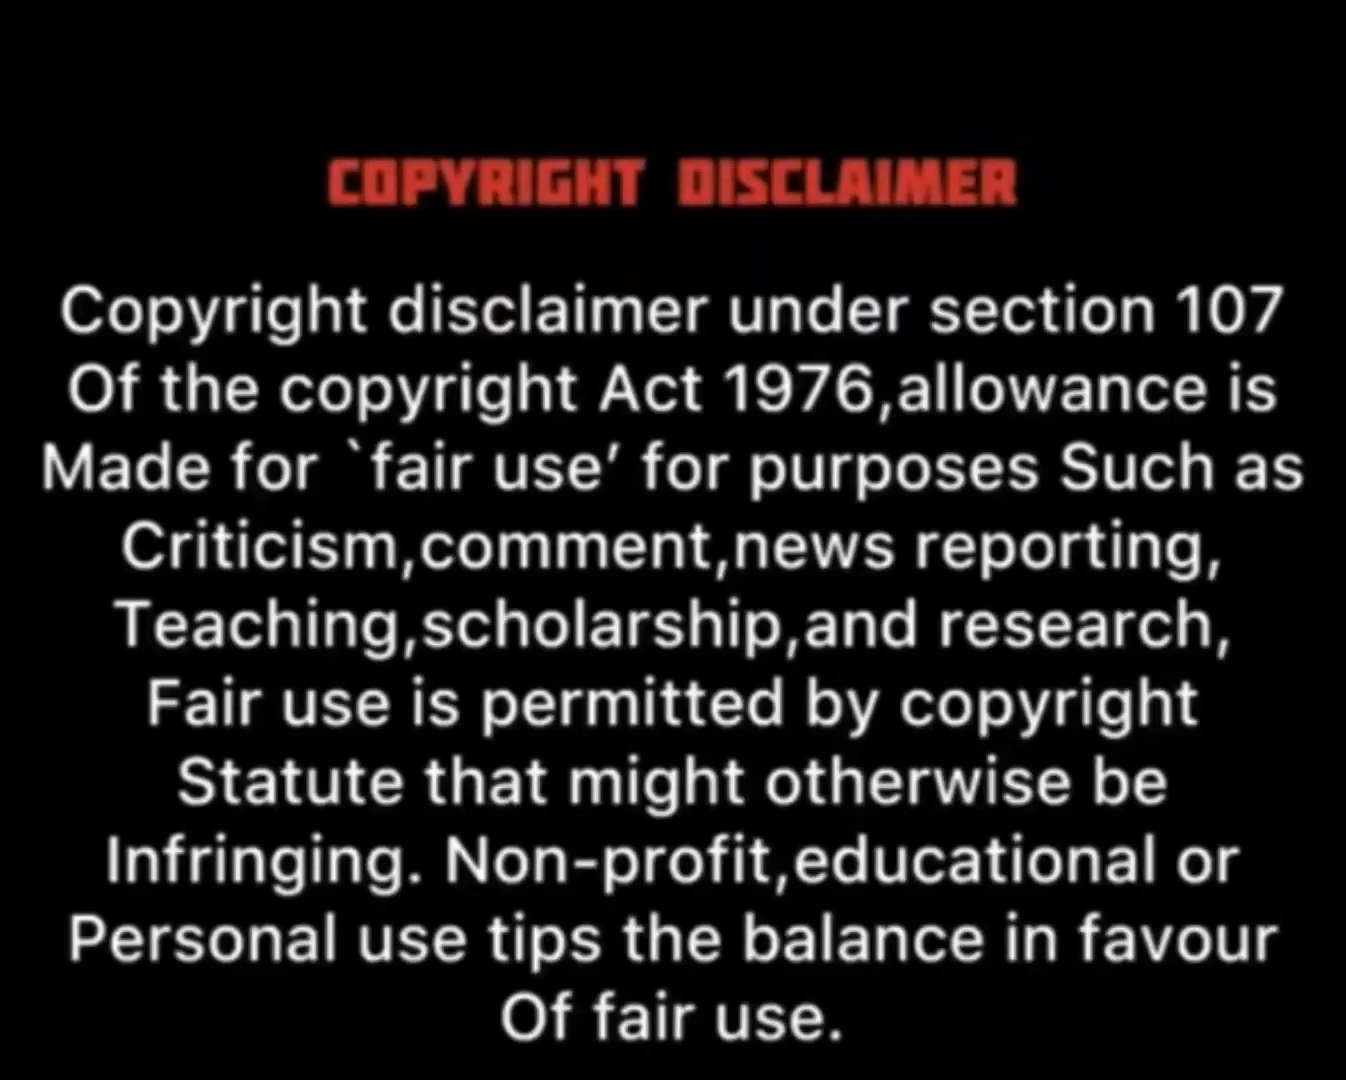 COPYRIGHT DISCLAIMER
Copyright disclaimer under section 107
Of the copyright Act 1976,allowance is
Made for `fair use’ for purposes Such as
Criticism,comment,news reporting,
Teaching,scholarship,and research,
Fair use is permitted by copyright
Statute that might otherwise be
Infringing. Non-profit,educational or
Personal use tips the balance in favour
Of fair use.